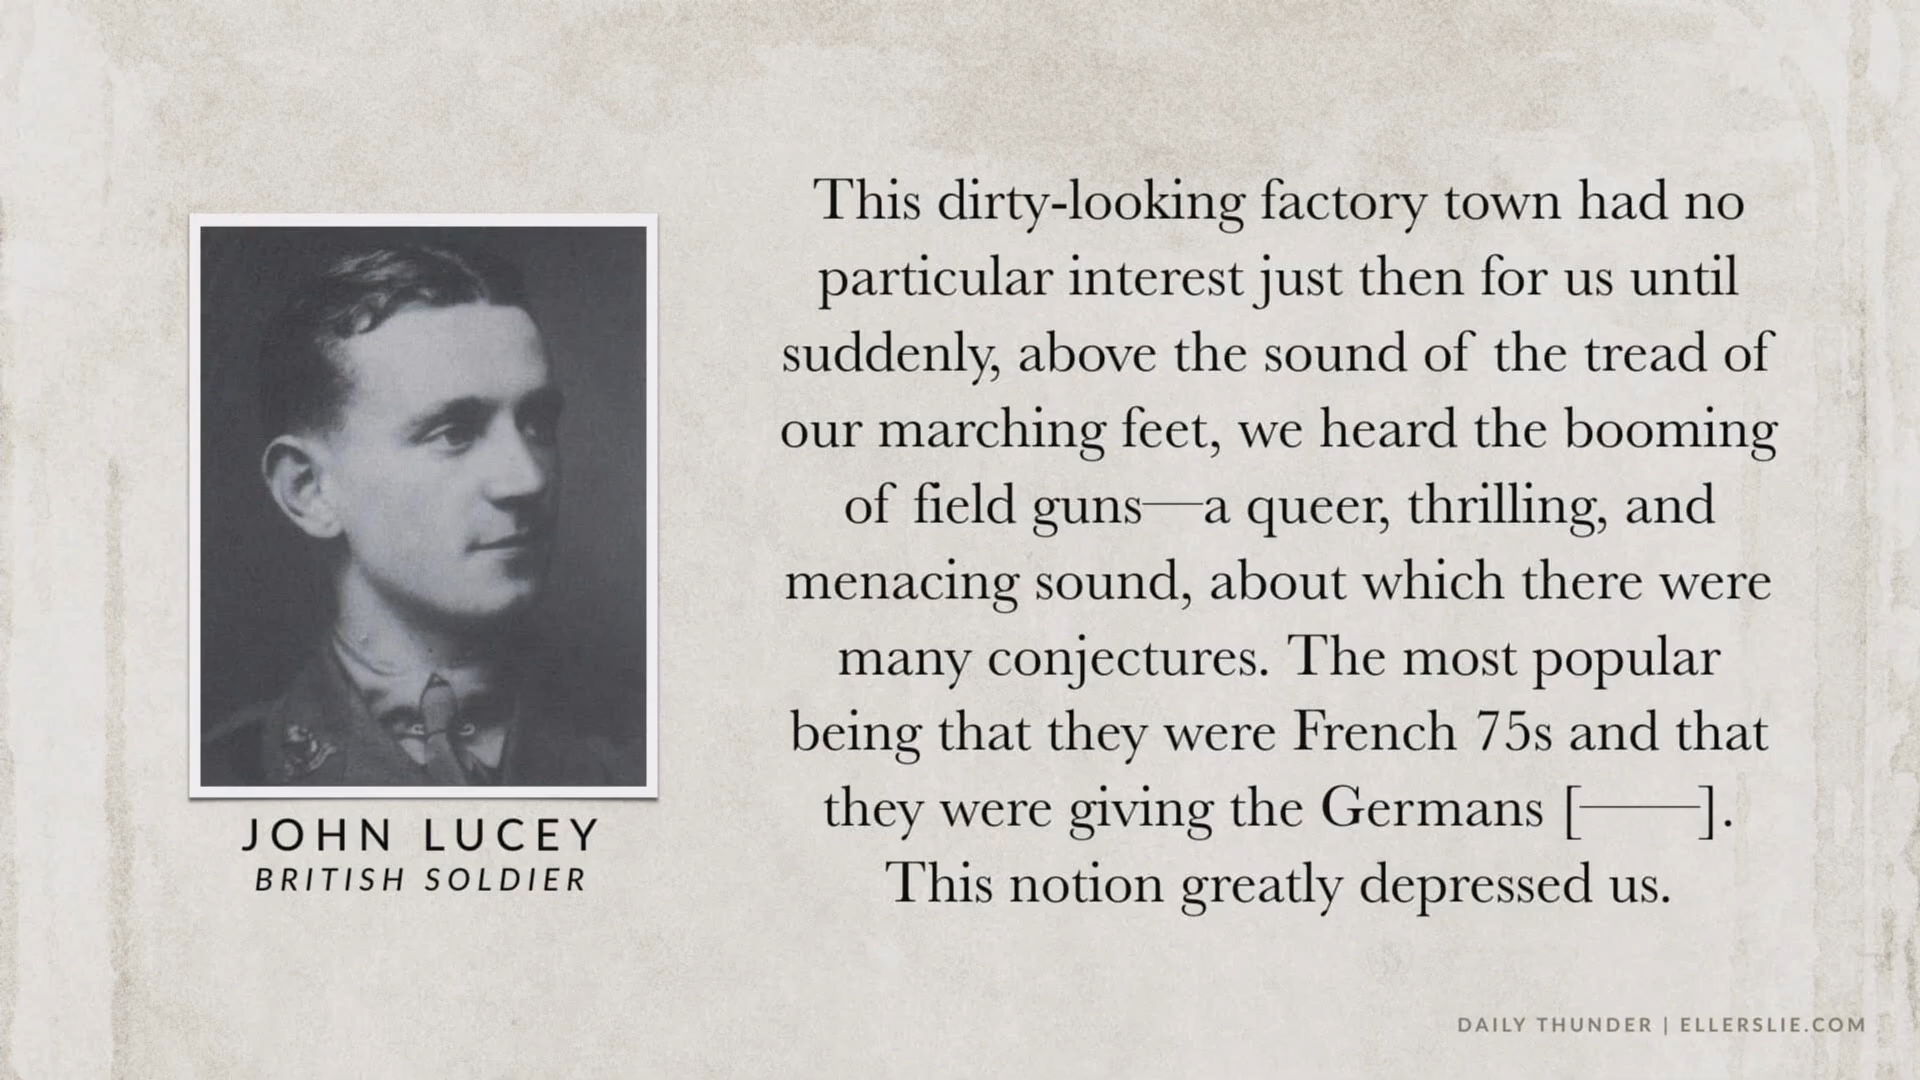 This dirty-looking factory town had no
particular interest just then for us until
suddenly, above the sound of the tread of
our marching feet, we heard the booming
of field guns—a queer, thrilling, and
menacing sound, about which there were
many conjectures. The most popular
being that they were French 75s and that
they were giving the Germans [——].
This notion greatly depressed us.
JOHN LUCEY
BRITISH SOLDIER
DAILY THUNDER | ELLERSLIE.COM